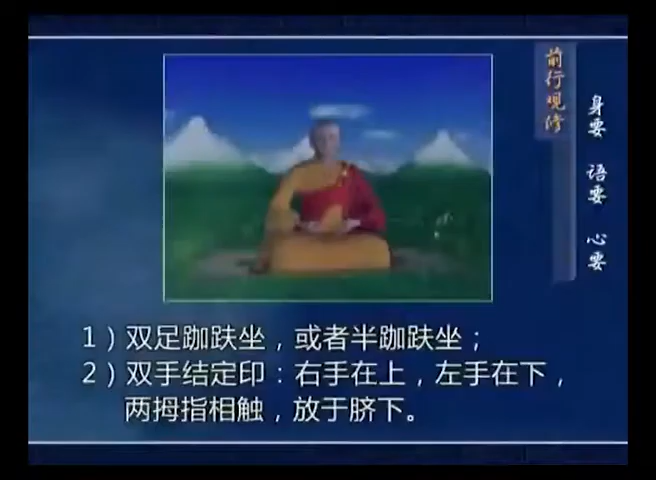 前行观修
身要 语要 心要
1）双足跏趺坐，或者半跏趺坐；
2）双手结定印：右手在上，左手在下，
两拇指相触，放于脐下。